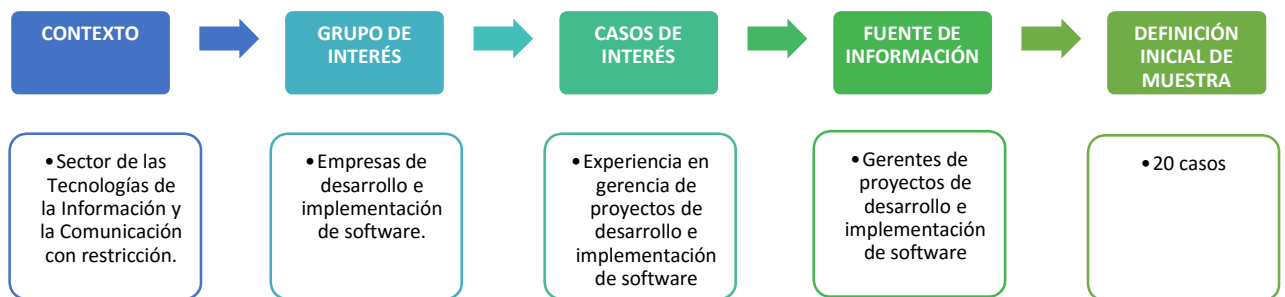 CONTEXTO
GRUPO DE
INTERÉS
CASOS DE
INTERÉS
FUENTE DE
INFORMACIÓN
DEFINICIÓN
INICIAL DE
MUESTRA
•Sector de las
Tecnologías de
la Información y
la Comunicación
con restricción.
•Empresas de
desarrollo e
implementación
de software.
•Experiencia en
gerencia de
proyectos de
desarrollo e
implementación
de software
•Gerentes de
proyectos de
desarrollo e
implementación
de software
•20 casos